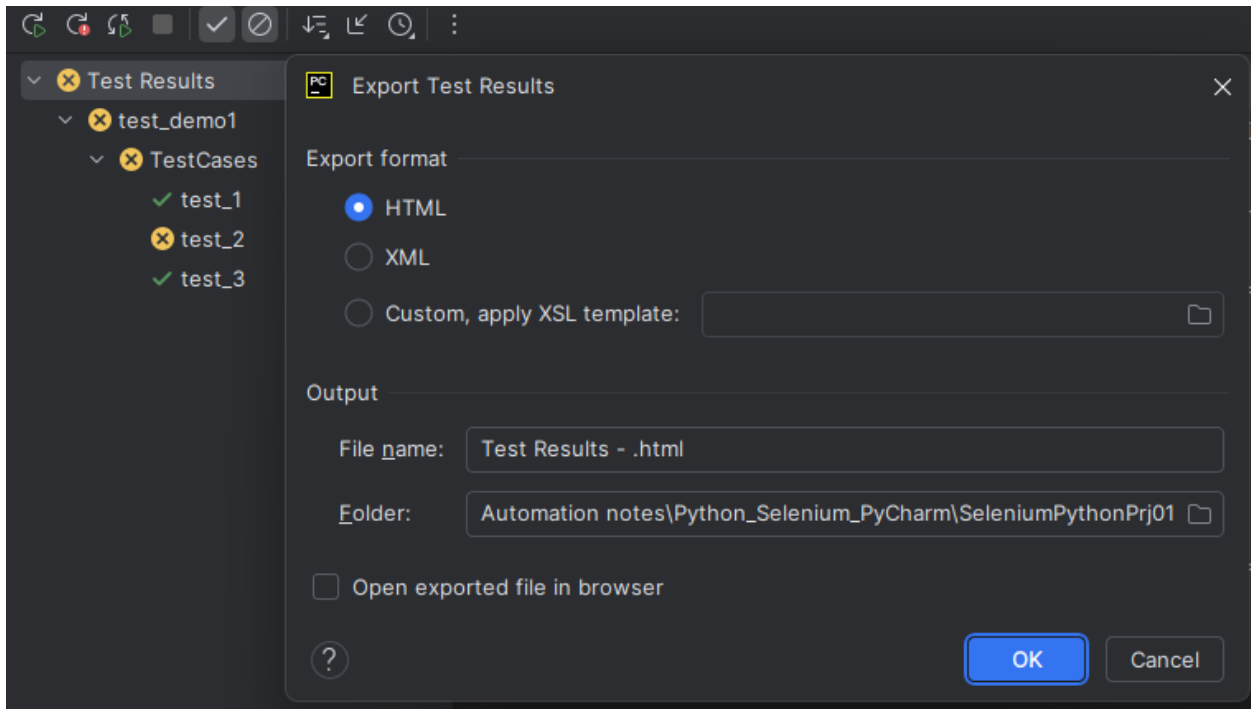 Test Results
test_demo1
TestCases
test_1
test_2
test_3
PC
Export Test Results
Export format
HTML
XML
Custom, apply XSL template:
Output
File name: Test Results - .html
Folder: Automation notes\Python_Selenium_PyCharm\SeleniumPythonPrj01
Open exported file in browser
?
OK Cancel